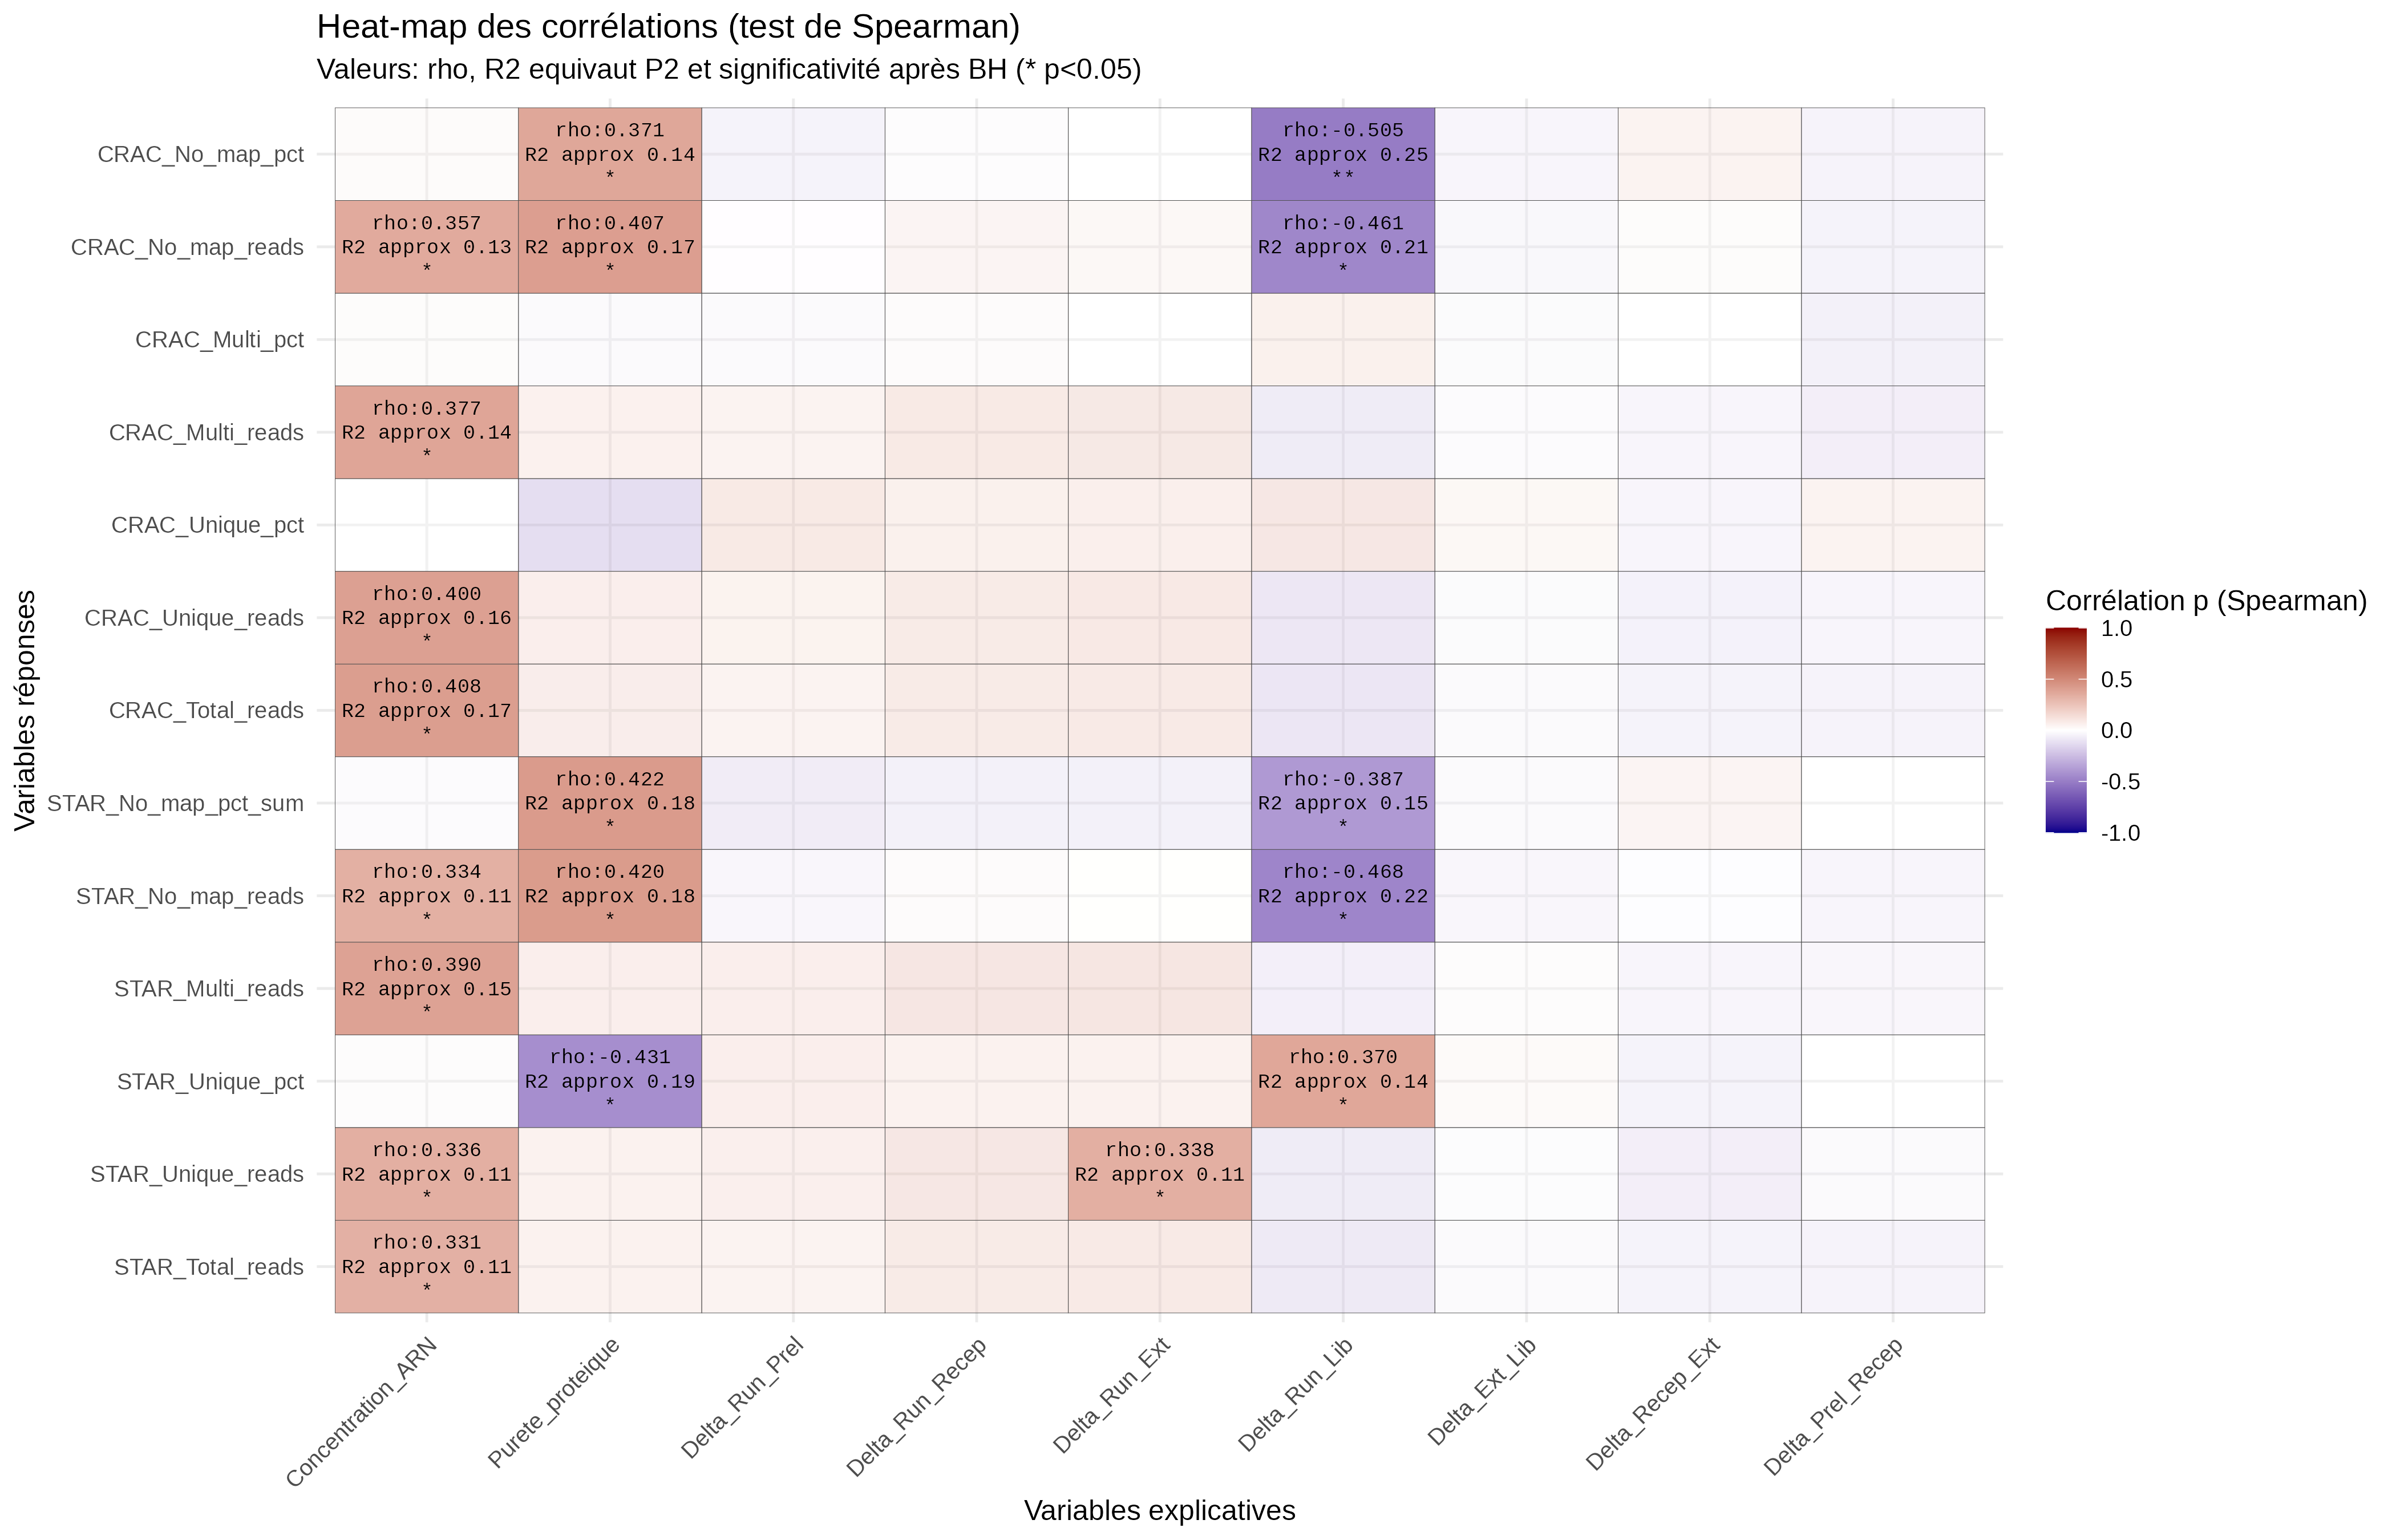 Heat-map des corrélations (test de Spearman)
Valeurs: rho, R2 equivaut P2 et significativité après BH (* p<0.05)
Variables réponses
CRAC_No_map_pct
rho:0.371
R2 approx 0.14
*
rho:-0.505
R2 approx 0.25
**
CRAC_No_map_reads
rho:0.357
R2 approx 0.13
*
rho:0.407
R2 approx 0.17
*
rho:-0.461
R2 approx 0.21
*
CRAC_Multi_pct
CRAC_Multi_reads
rho:0.377
R2 approx 0.14
*
CRAC_Unique_pct
CRAC_Unique_reads
rho:0.400
R2 approx 0.16
*
CRAC_Total_reads
rho:0.408
R2 approx 0.17
*
STAR_No_map_pct_sum
rho:0.422
R2 approx 0.18
*
rho:-0.387
R2 approx 0.15
*
STAR_No_map_reads
rho:0.334
R2 approx 0.11
*
rho:0.420
R2 approx 0.18
*
rho:-0.468
R2 approx 0.22
*
STAR_Multi_reads
rho:0.390
R2 approx 0.15
*
STAR_Unique_pct
rho:-0.431
R2 approx 0.19
*
rho:0.370
R2 approx 0.14
*
STAR_Unique_reads
rho:0.336
R2 approx 0.11
*
rho:0.338
R2 approx 0.11
*
STAR_Total_reads
rho:0.331
R2 approx 0.11
*
Concentration_ARN
Purete_proteique
Delta_Run_Prel
Delta_Run_Recep
Delta_Run_Ext
Delta_Run_Lib
Delta_Ext_Lib
Delta_Recep_Ext
Delta_Prel_Recep
Variables explicatives
Corrélation p (Spearman)
1.0
0.5
0.0
-0.5
-1.0